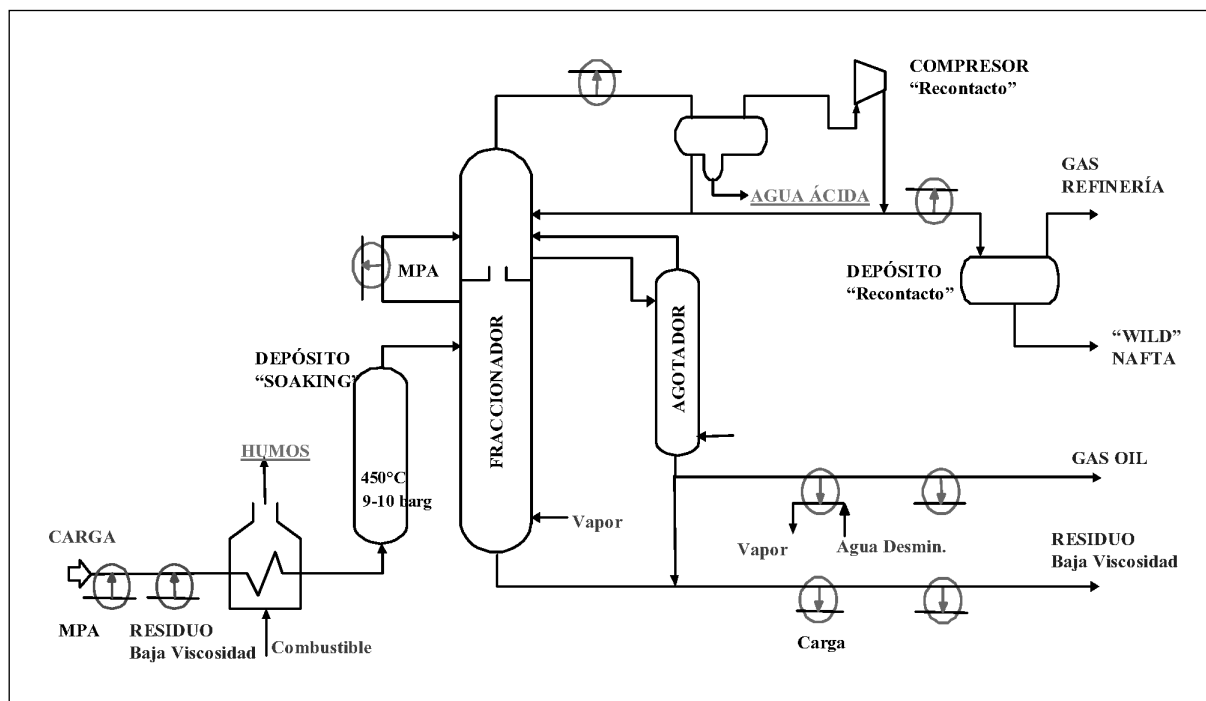 COMPRESOR
“Recontacto”
GAS
REFINERÍA
AGUA ÁCIDA
MPA
DEPÓSITO
“Recontacto”
“WILD”
NAFTA
DEPÓSITO
“SOAKING”
FRACCIONADOR
AGOTADOR
HUMOS
450°C
9-10 barg
GAS OIL
CARGA
Vapor
Vapor
Agua Desmin.
RESIDUO
Baja Viscosidad
MPA
RESIDUO
Baja Viscosidad
Combustible
Carga